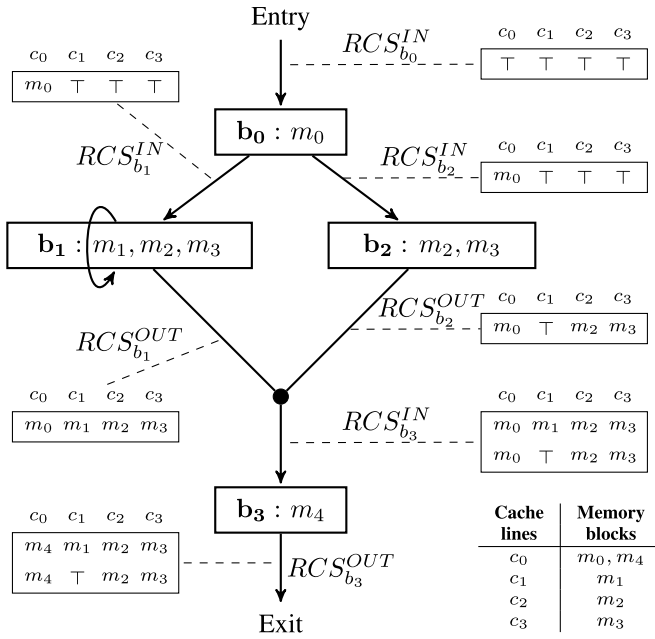 Entry
c₀ c₁ c₂ c₃
m₀ ⊤ ⊤ ⊤
RCS_{b₀}^{IN}
c₀ c₁ c₂ c₃
⊤ ⊤ ⊤ ⊤
b₀ : m₀
RCS_{b₁}^{IN}
RCS_{b₂}^{IN}
c₀ c₁ c₂ c₃
m₀ ⊤ ⊤ ⊤
b₁ : m₁, m₂, m₃
b₂ : m₂, m₃
RCS_{b₁}^{OUT}
RCS_{b₂}^{OUT}
c₀ c₁ c₂ c₃
m₀ ⊤ m₂ m₃
c₀ c₁ c₂ c₃
m₀ m₁ m₂ m₃
RCS_{b₃}^{IN}
c₀ c₁ c₂ c₃
m₀ m₁ m₂ m₃
m₀ ⊤ m₂ m₃
b₃ : m₄
c₀ c₁ c₂ c₃
m₄ m₁ m₂ m₃
m₄ ⊤ m₂ m₃
RCS_{b₃}^{OUT}
Exit
Cache Memory
lines blocks
c₀ m₀, m₄
c₁ m₁
c₂ m₂
c₃ m₃